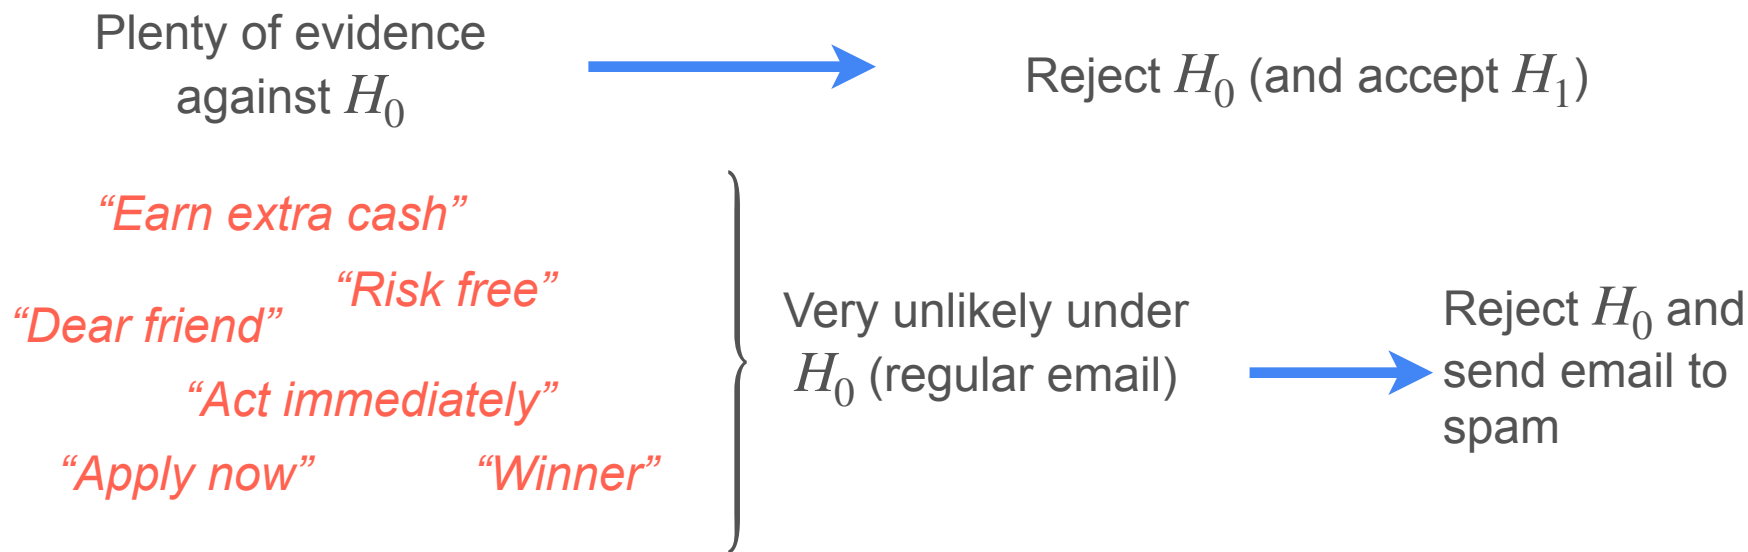 Plenty of evidence
against H₀
Reject H₀ (and accept H₁)
“Earn extra cash”
“Risk free”
“Dear friend”
“Act immediately”
“Apply now”
“Winner”
Very unlikely under
H₀ (regular email)
Reject H₀ and
send email to
spam